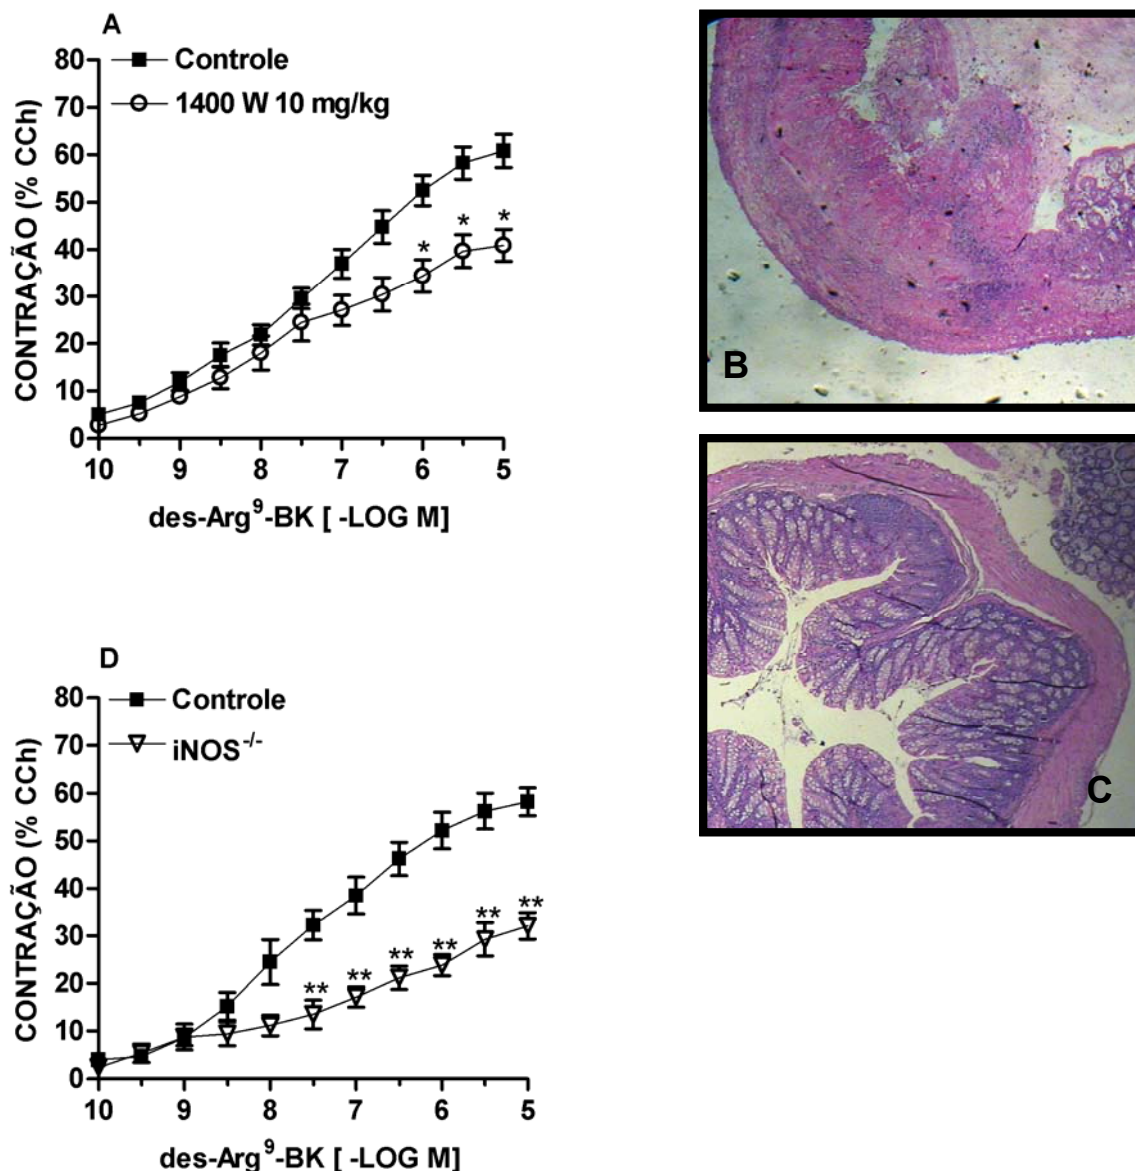 A
80
70
60
50
40
30
20
10
0
CONTRAÇÃO (% CCh)
Controle
1400 W 10 mg/kg
* * *
10 9 8 7 6 5
des-Arg⁹-BK [ -LOG M]
B
C
D
80
70
60
50
40
30
20
10
0
CONTRAÇÃO (% CCh)
Controle
iNOS⁻/⁻
** ** ** ** ** **
10 9 8 7 6 5
des-Arg⁹-BK [ -LOG M]